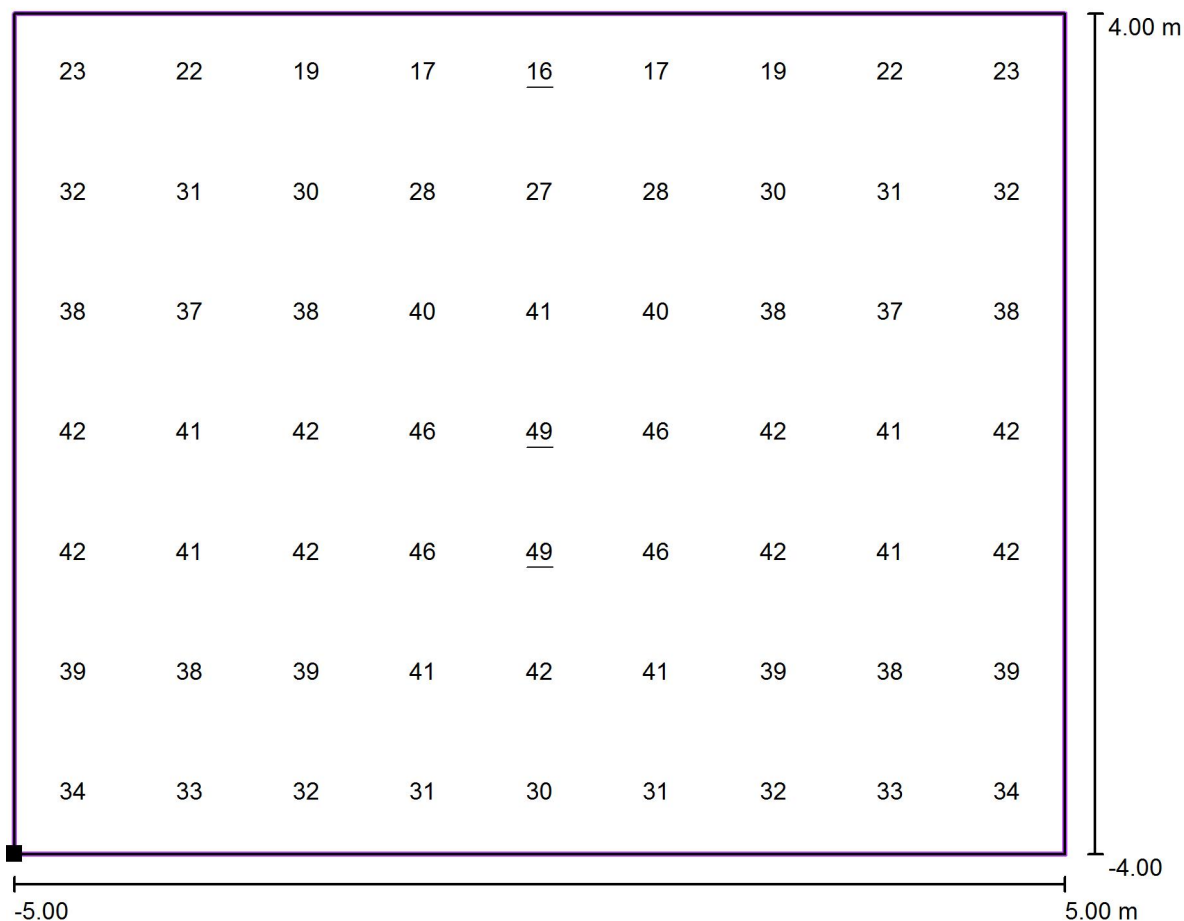 4.00 m
23 22 19 17 16 17 19 22 23
32 31 30 28 27 28 30 31 32
38 37 38 40 41 40 38 37 38
42 41 42 46 49 46 42 41 42
42 41 42 46 49 46 42 41 42
39 38 39 41 42 41 39 38 39
34 33 32 31 30 31 32 33 34
-4.00
-5.00 5.00 m